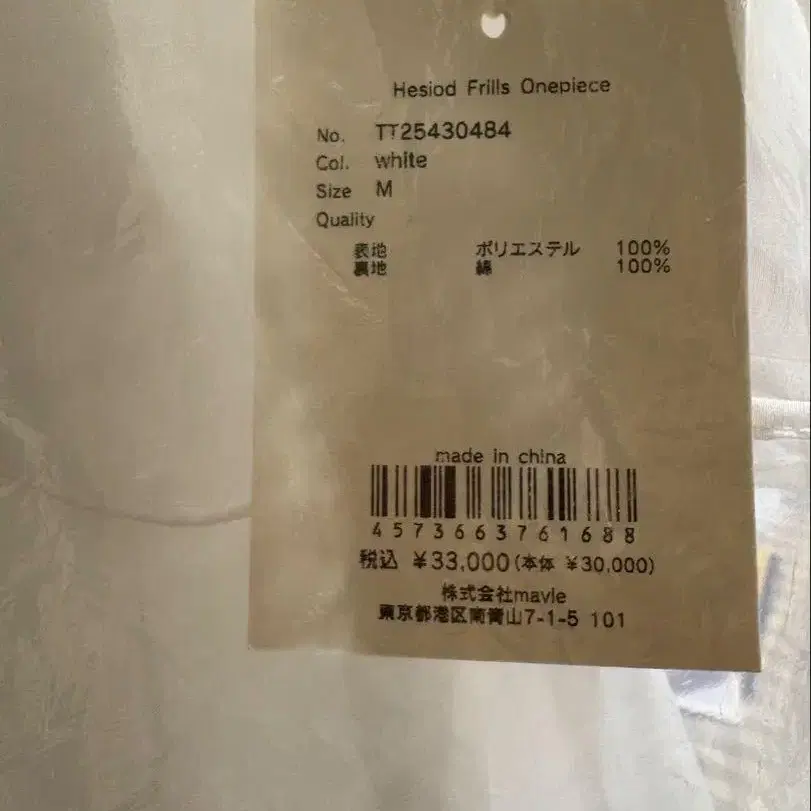 Hesiod Frills Onepiece
No. TT25430484
Col. white
Size M
Quality
表地 ポリエステル 100%
裏地 綿 100%
made in china
4573663761688
税込 ¥33,000(本体 ¥30,000)
株式会社mavie
東京都港区南青山7-1-5 101